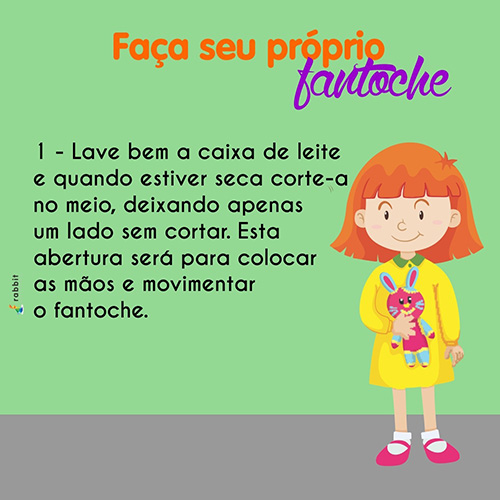 Faça seu próprio
fantoche
1 - Lave bem a caixa de leite
e quando estiver seca corte-a
no meio, deixando apenas
um lado sem cortar. Esta
abertura será para colocar
as mãos e movimentar
o fantoche.
rabbit